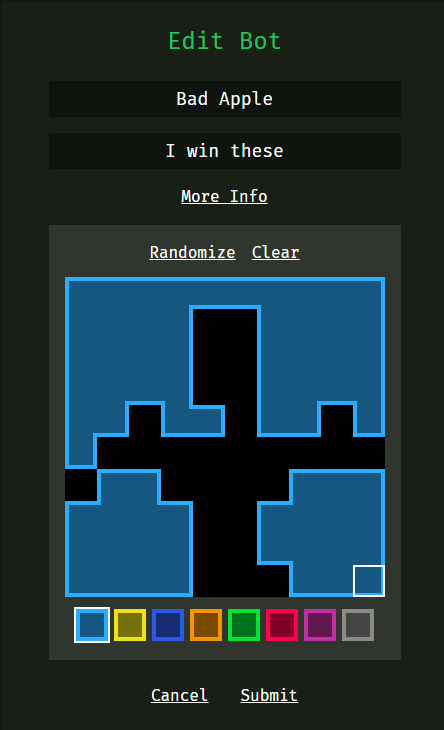 Edit Bot
Bad Apple
I win these
More Info
Randomize Clear
Cancel Submit